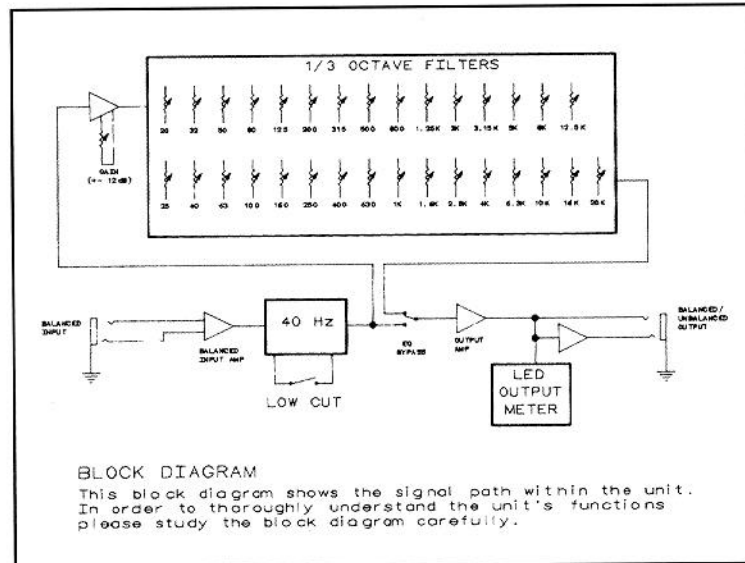 1/3 OCTAVE FILTERS
20 32 50 80 125 200 315 500 800 1.25K 2K 3.15K 5K 8K 12.5K
GAIN
(+- 12dB)
25 40 63 100 160 250 400 630 1K 1.6K 2.5K 4K 6.3K 10K 16K 20K
BALANCED
INPUT
BALANCED
INPUT AMP
40 Hz
LOW CUT
EQ
BYPASS
OUTPUT
AMP
LED
OUTPUT
METER
BALANCED/
UNBALANCED
OUTPUT
BLOCK DIAGRAM
This block diagram shows the signal path within the unit.
In order to thoroughly understand the unit's functions
please study the block diagram carefully.